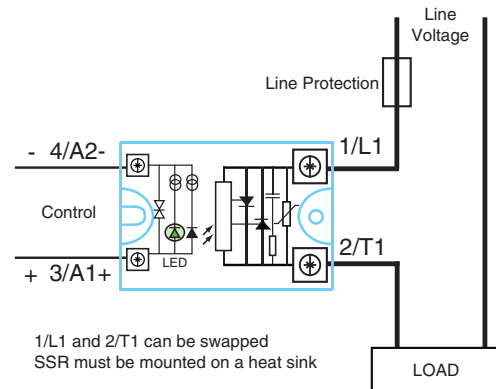 Line
Voltage
Line Protection
1/L1
- 4/A2-
Control
LED
2/T1
+ 3/A1+
1/L1 and 2/T1 can be swapped
SSR must be mounted on a heat sink
LOAD